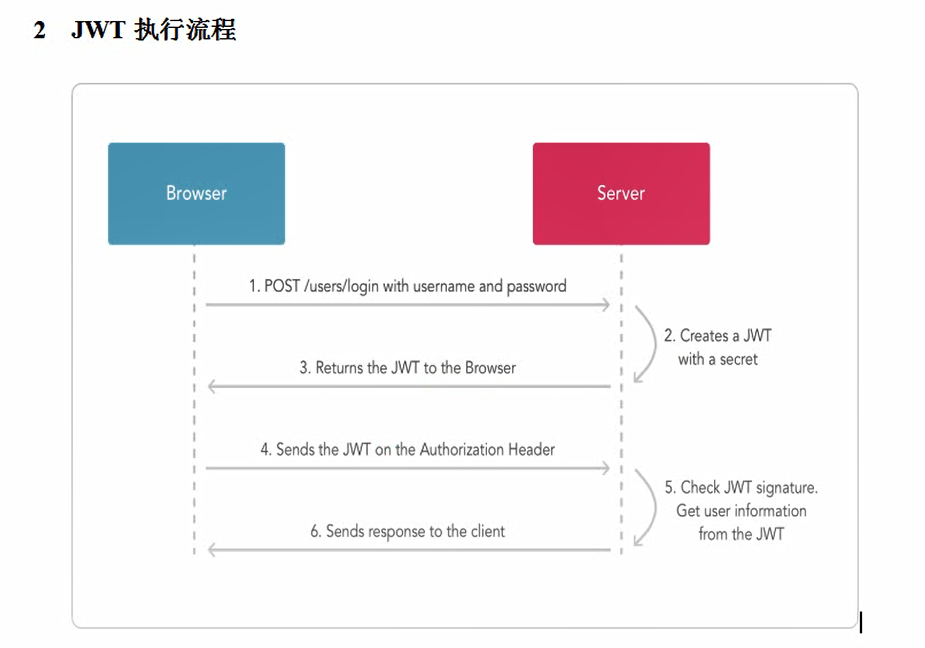 2 JWT 执行流程
Browser
Server
1. POST /users/login with username and password
2. Creates a JWT
with a secret
3. Returns the JWT to the Browser
4. Sends the JWT on the Authorization Header
5. Check JWT signature.
Get user information
from the JWT
6. Sends response to the client